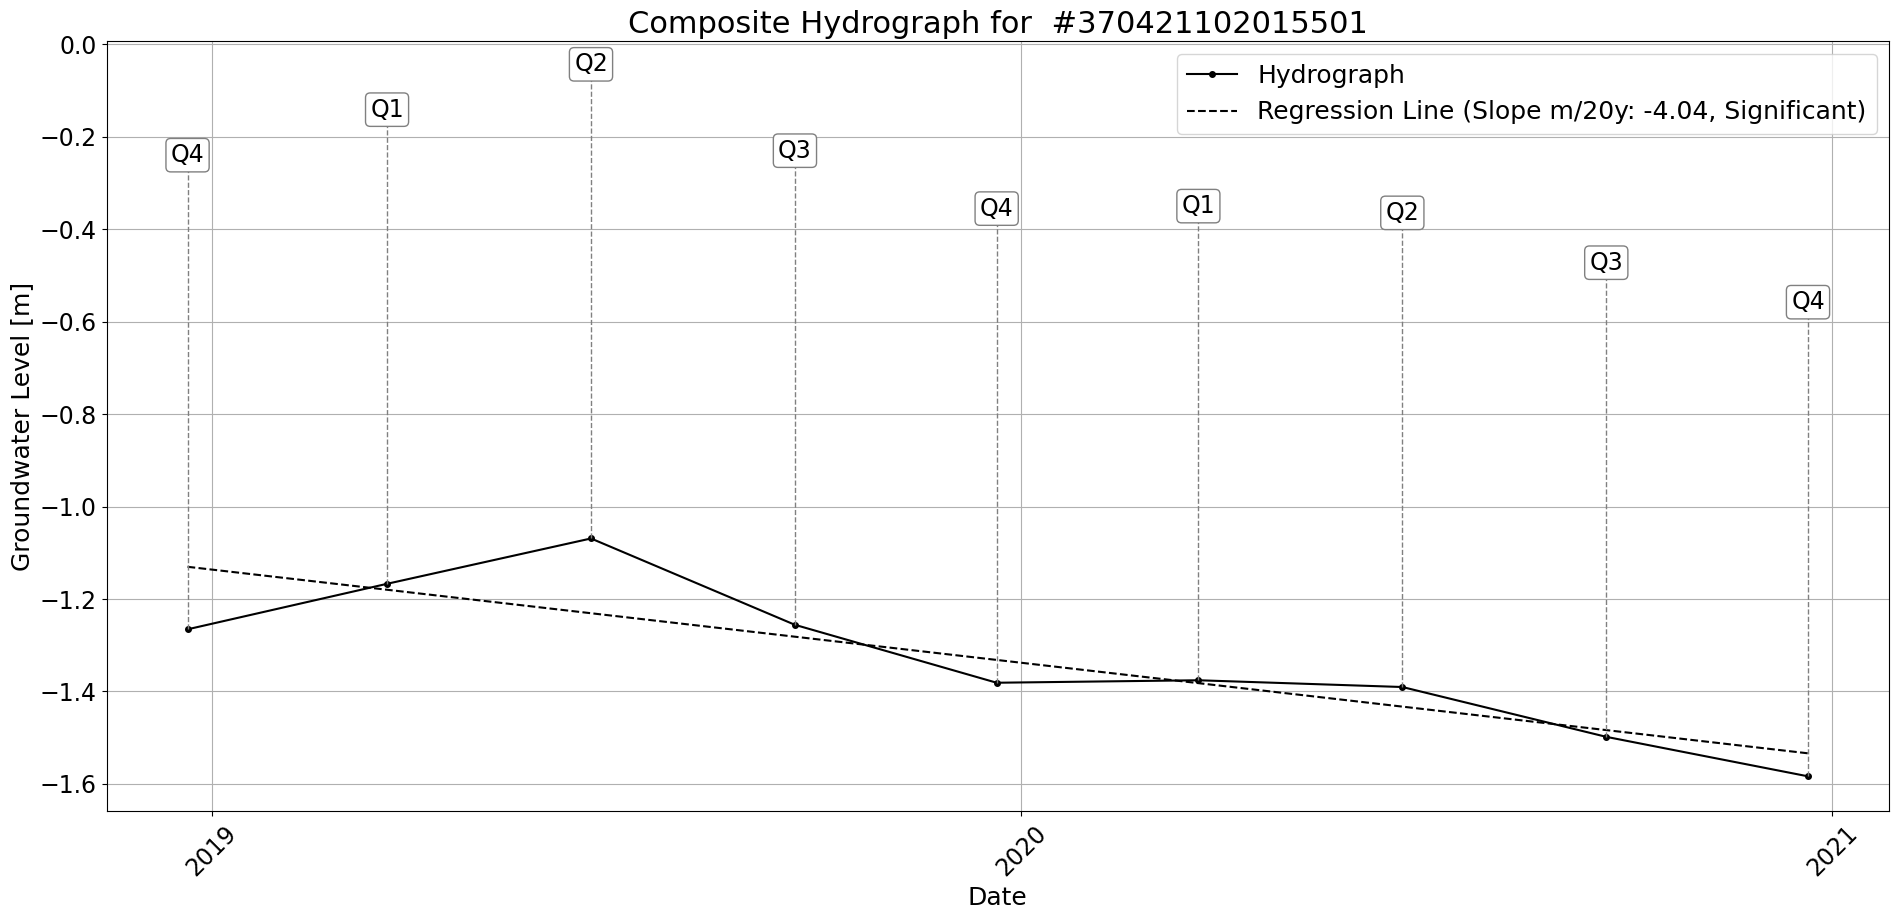 Composite Hydrograph for  #370421102015501
Hydrograph
Regression Line (Slope m/20y: -4.04, Significant)
Groundwater Level [m]
0.0
−0.2
−0.4
−0.6
−0.8
−1.0
−1.2
−1.4
−1.6
Q4
Q1
Q2
Q3
Q4
Q1
Q2
Q3
Q4
2019
2020
2021
Date